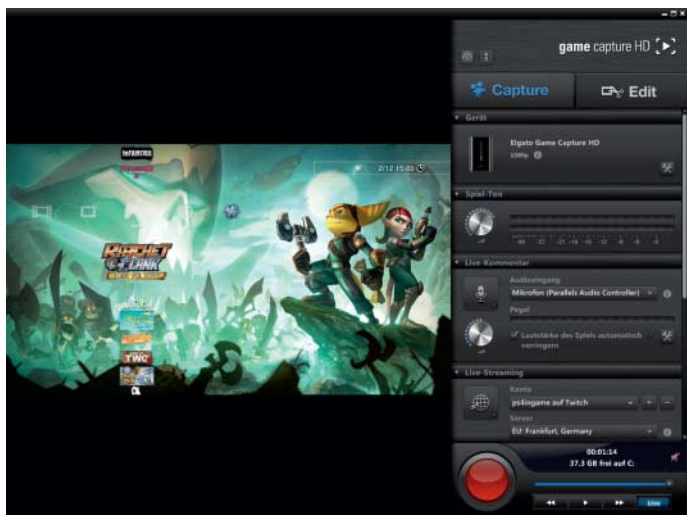 game capture HD
Capture
Edit
Gerät
Elgato Game Capture HD
1080p
Spiel-Ton
Live-Kommentar
Audioeingang
Mikrofon (Parallels Audio Controller)
Pegel
Lautstärke des Spiels automatisch
verringern
Live-Streaming
Konto
ps4ingame auf Twitch
Server
EU: Frankfurt, Germany
00:01:14
37.3 GB frei auf C:
Live
inFAMOUS
2/12 15:03
RATCHET
CLANK
TWO